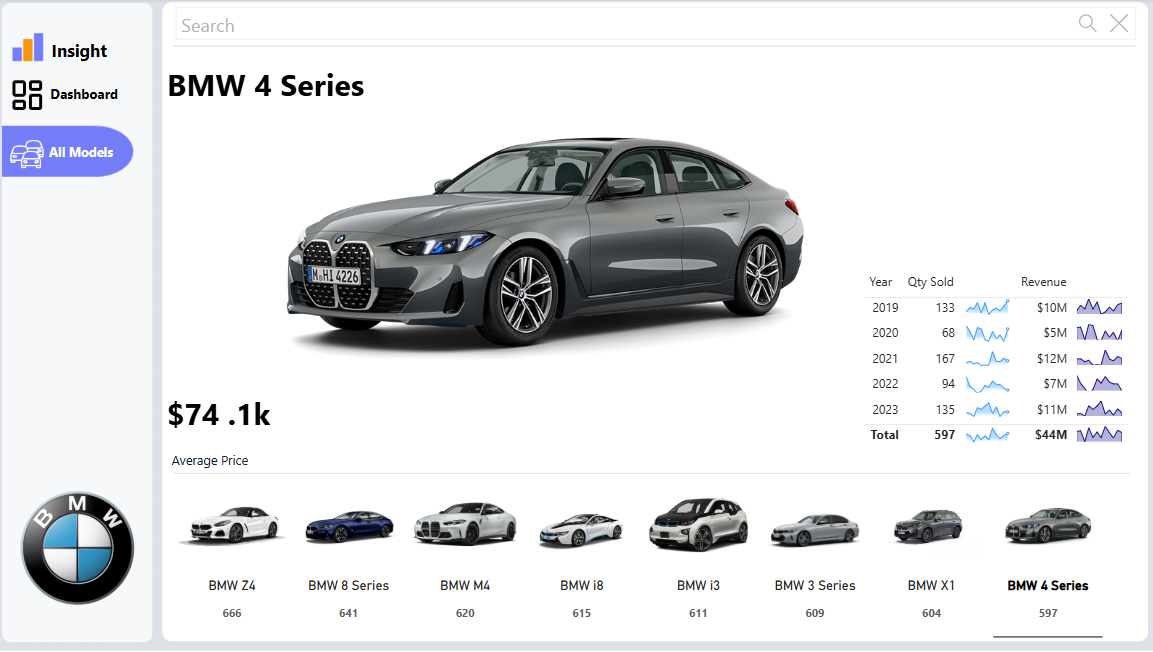 Search
Insight
Dashboard
All Models
BMW 4 Series
M HI 4226
Year Qty Sold Revenue
2019 133 $10M
2020 68 $5M
2021 167 $12M
2022 94 $7M
2023 135 $11M
Total 597 $44M
$74 .1k
Average Price
BMW
BMW Z4 BMW 8 Series BMW M4 BMW i8 BMW i3 BMW 3 Series BMW X1 BMW 4 Series
666 641 620 615 611 609 604 597